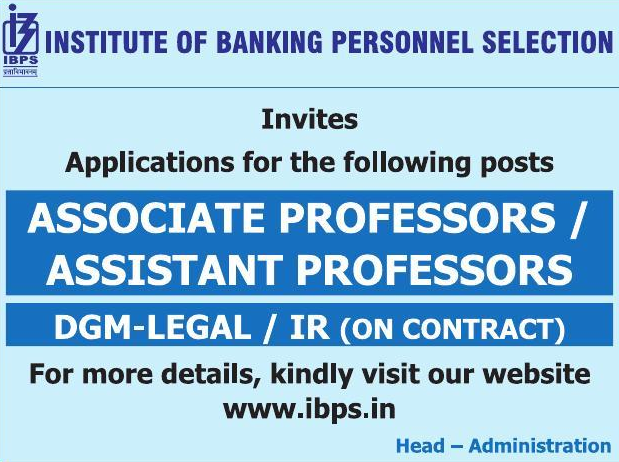 IBPS
INSTITUTE OF BANKING PERSONNEL SELECTION
Invites
Applications for the following posts
ASSOCIATE PROFESSORS /
ASSISTANT PROFESSORS
DGM-LEGAL / IR (ON CONTRACT)
For more details, kindly visit our website
www.ibps.in
Head – Administration